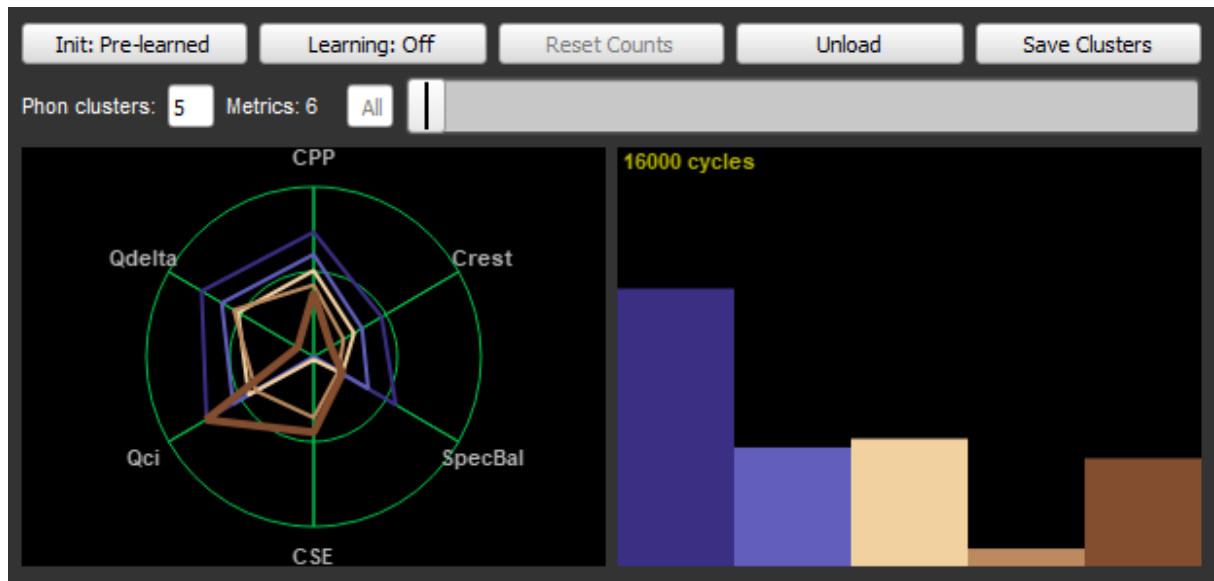 Init: Pre-learned Learning: Off Reset Counts Unload Save Clusters
Phon clusters: 5 Metrics: 6 All
CPP
Qdelta Crest
Qci SpecBal
CSE
16000 cycles